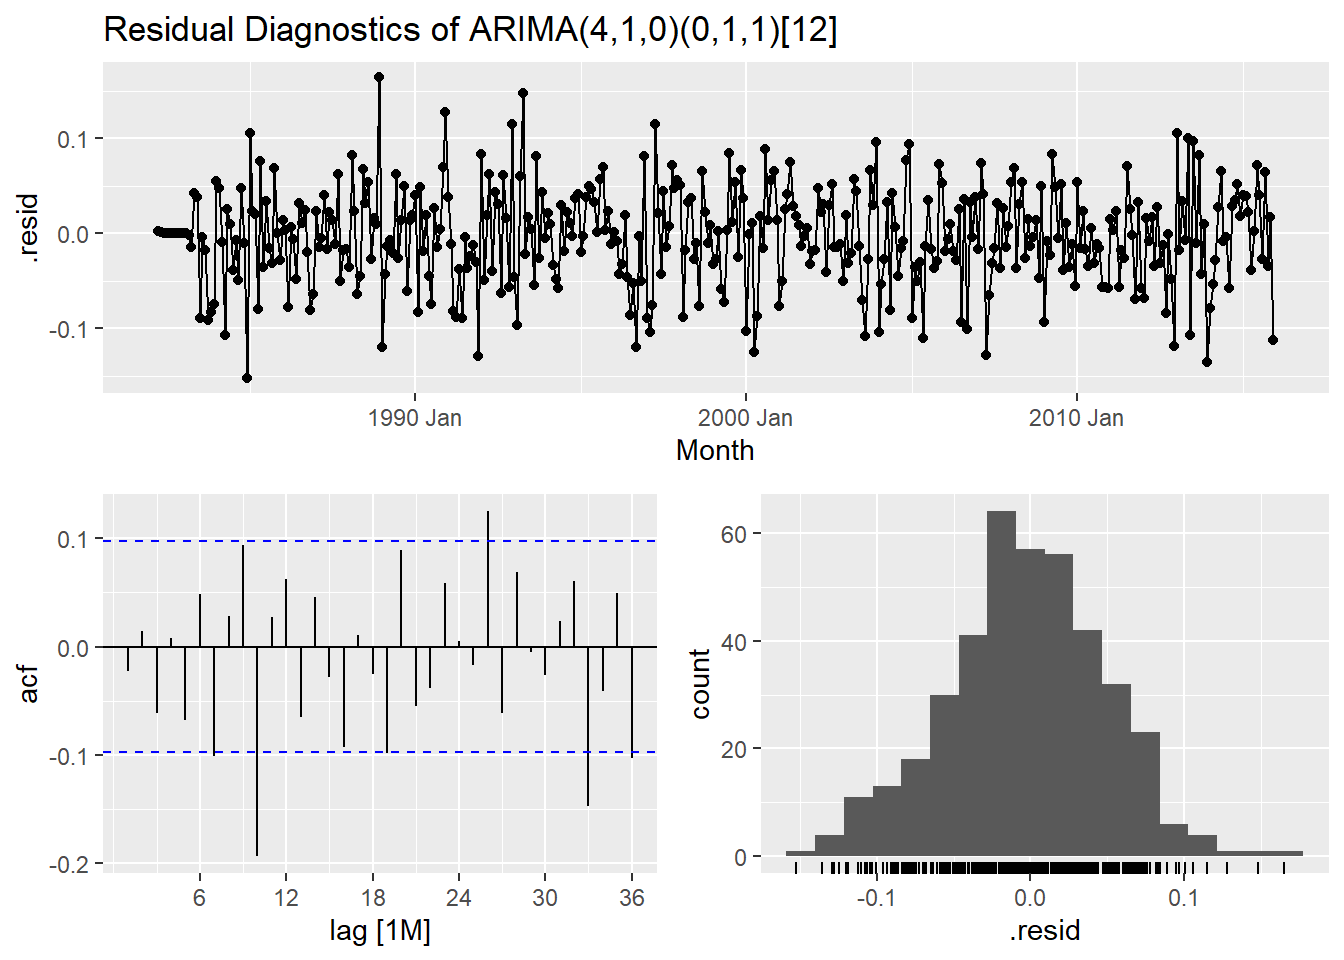 Residual Diagnostics of ARIMA(4,1,0)(0,1,1)[12]
.resid
0.1
0.0
-0.1
1990 Jan
2000 Jan
2010 Jan
Month
acf
0.1
0.0
-0.1
-0.2
6
12
18
24
30
36
lag [1M]
count
60
40
20
0
-0.1
0.0
0.1
.resid